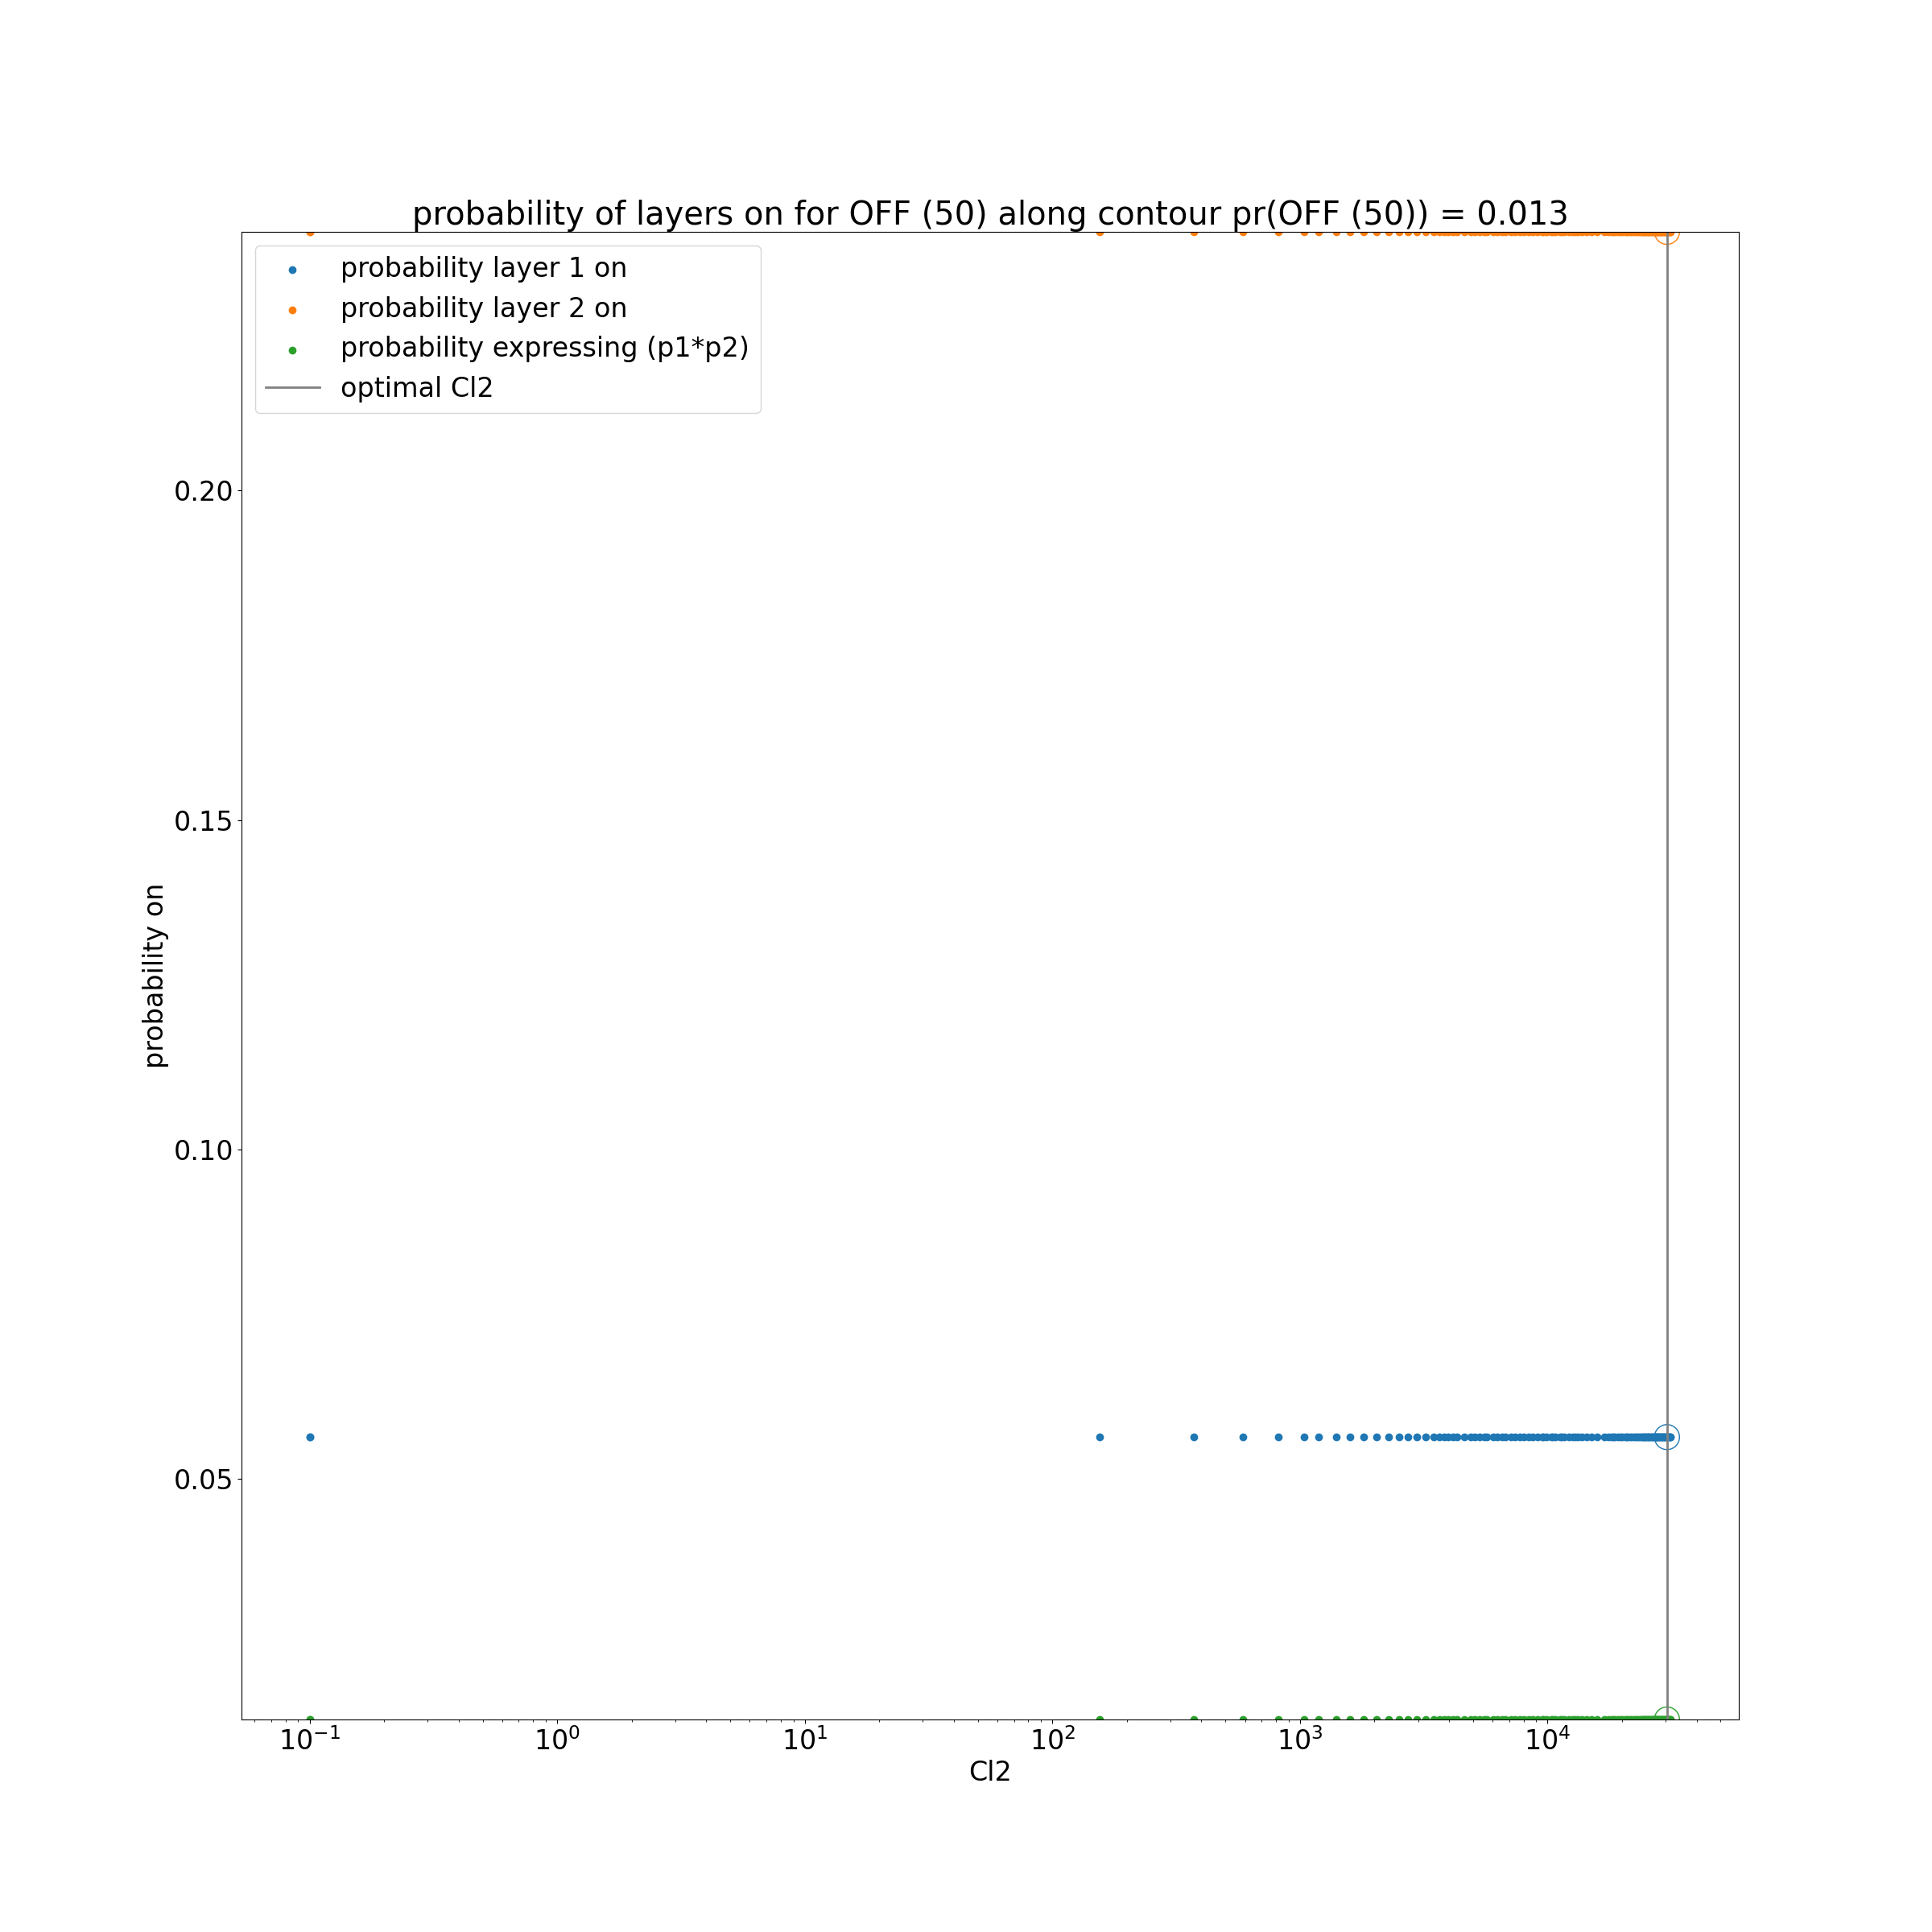 probability of layers on for OFF (50) along contour pr(OFF (50)) = 0.013
probability layer 1 on
probability layer 2 on
probability expressing (p1*p2)
optimal Cl2
0.20
0.15
0.10
0.05
probability on
10⁻¹ 10⁰ 10¹ 10² 10³ 10⁴
Cl2